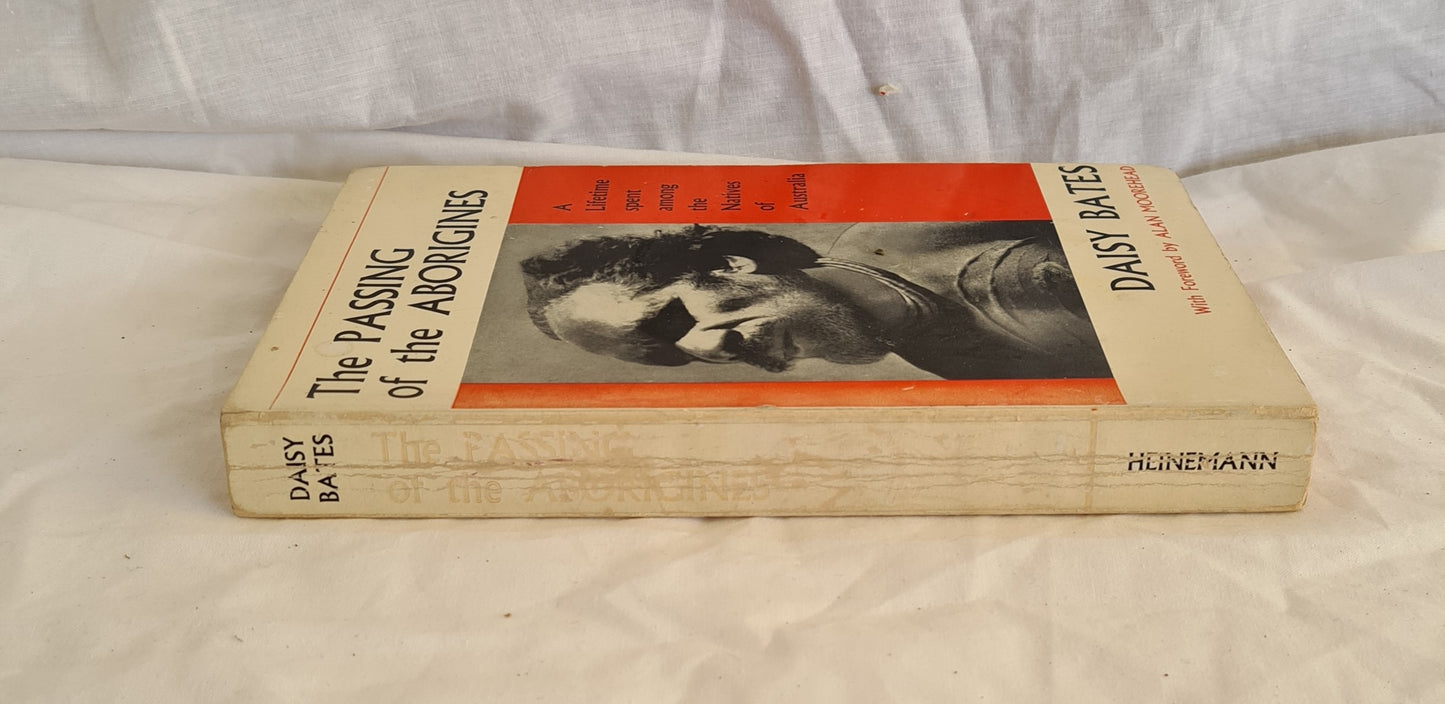 The PASSING
of the ABORIGINES
A
Lifetime
spent
among
the
Natives
of
Australia
DAISY BATES
With Foreword by ALAN MOOREHEAD
DAISY
BATES
The PASSING
of the ABORIGINES
HEINEMANN